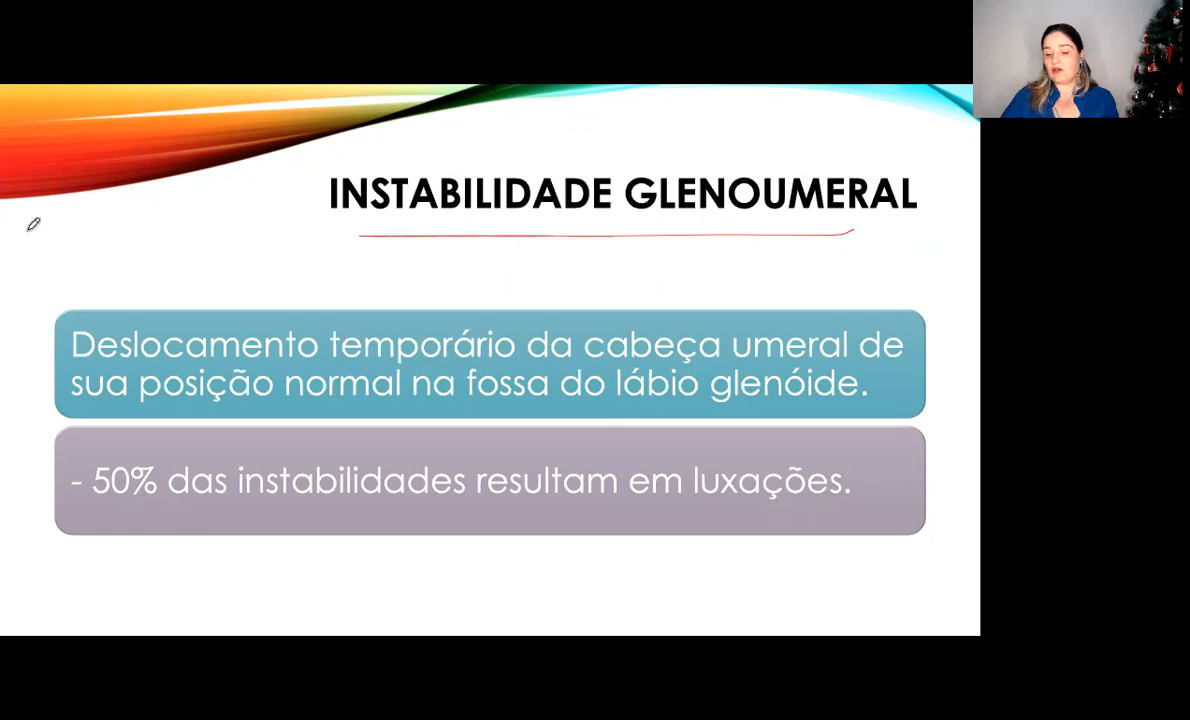 INSTABILIDADE GLENOUMERAL
Deslocamento temporário da cabeça umeral de
sua posição normal na fossa do lábio glenóide.
- 50% das instabilidades resultam em luxações.